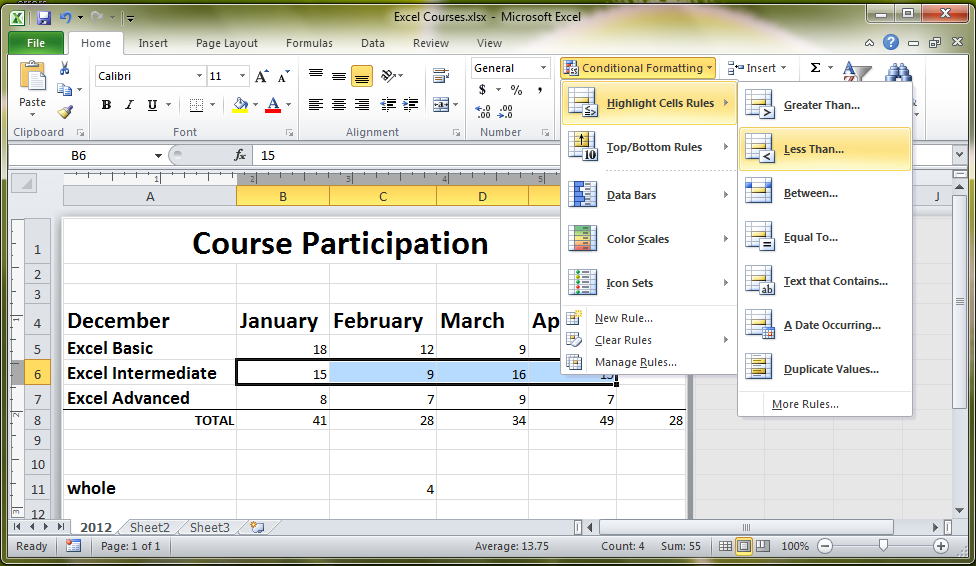 Excel Courses.xlsx - Microsoft Excel
File Home Insert Page Layout Formulas Data Review View
Paste
Clipboard
Calibri 11
B I U
Font
Alignment
General
$ % ,
Number
Conditional Formatting
Insert
Σ
B6 fx 15
Highlight Cells Rules
Top/Bottom Rules
Data Bars
Color Scales
Icon Sets
New Rule...
Clear Rules
Manage Rules...
Greater Than...
Less Than...
Between...
Equal To...
Text that Contains...
A Date Occurring...
Duplicate Values...
More Rules...
A B C D J
1 Course Participation
2
3
4 December January February March Ap
5 Excel Basic 18 12 9
6 Excel Intermediate 15 9 16 15
7 Excel Advanced 8 7 9 7
8 TOTAL 41 28 34 49 28
9
10
11 whole 4
12
2012 Sheet2 Sheet3
Ready Page: 1 of 1 Average: 13.75 Count: 4 Sum: 55 100%